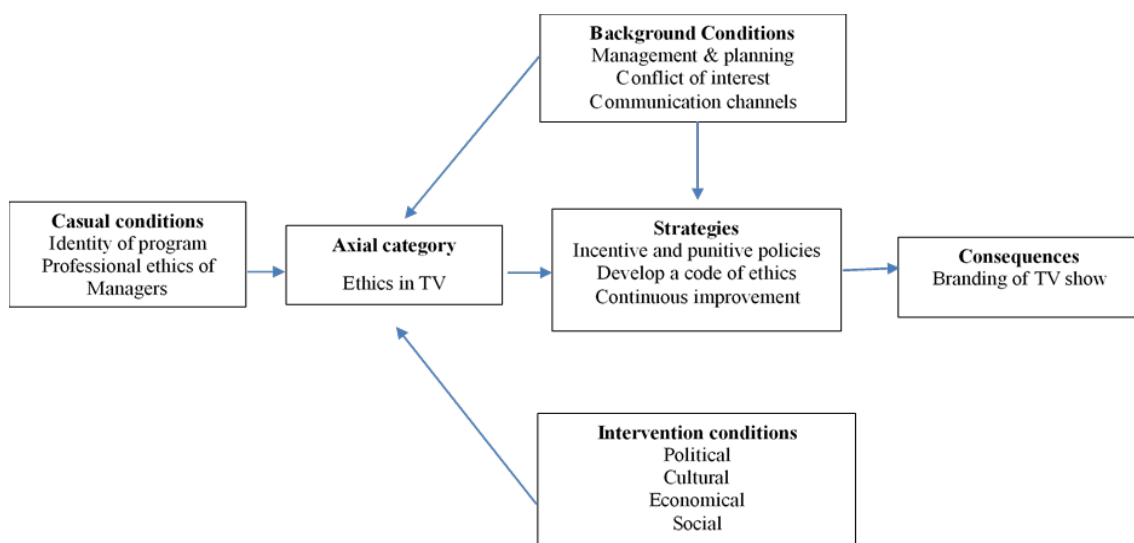 Background Conditions
Management & planning
Conflict of interest
Communication channels
Casual conditions
Identity of program
Professional ethics of
Managers
Axial category
Ethics in TV
Strategies
Incentive and punitive policies
Develop a code of ethics
Continuous improvement
Consequences
Branding of TV show
Intervention conditions
Political
Cultural
Economical
Social